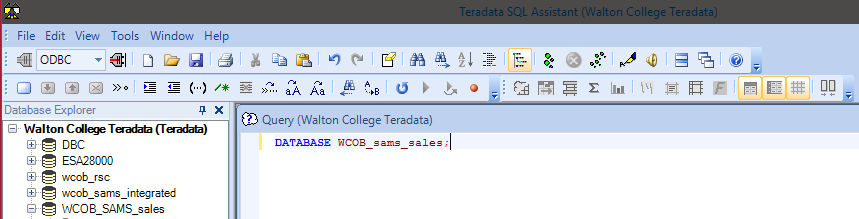 Teradata SQL Assistant (Walton College Teradata)
File Edit View Tools Window Help
ODBC
Database Explorer
Query (Walton College Teradata)
Walton College Teradata (Teradata)
DATABASE WCOB_sams_sales;
DBC
ESA28000
wcob_rsc
wcob_sams_integrated
WCOB_SAMS_sales